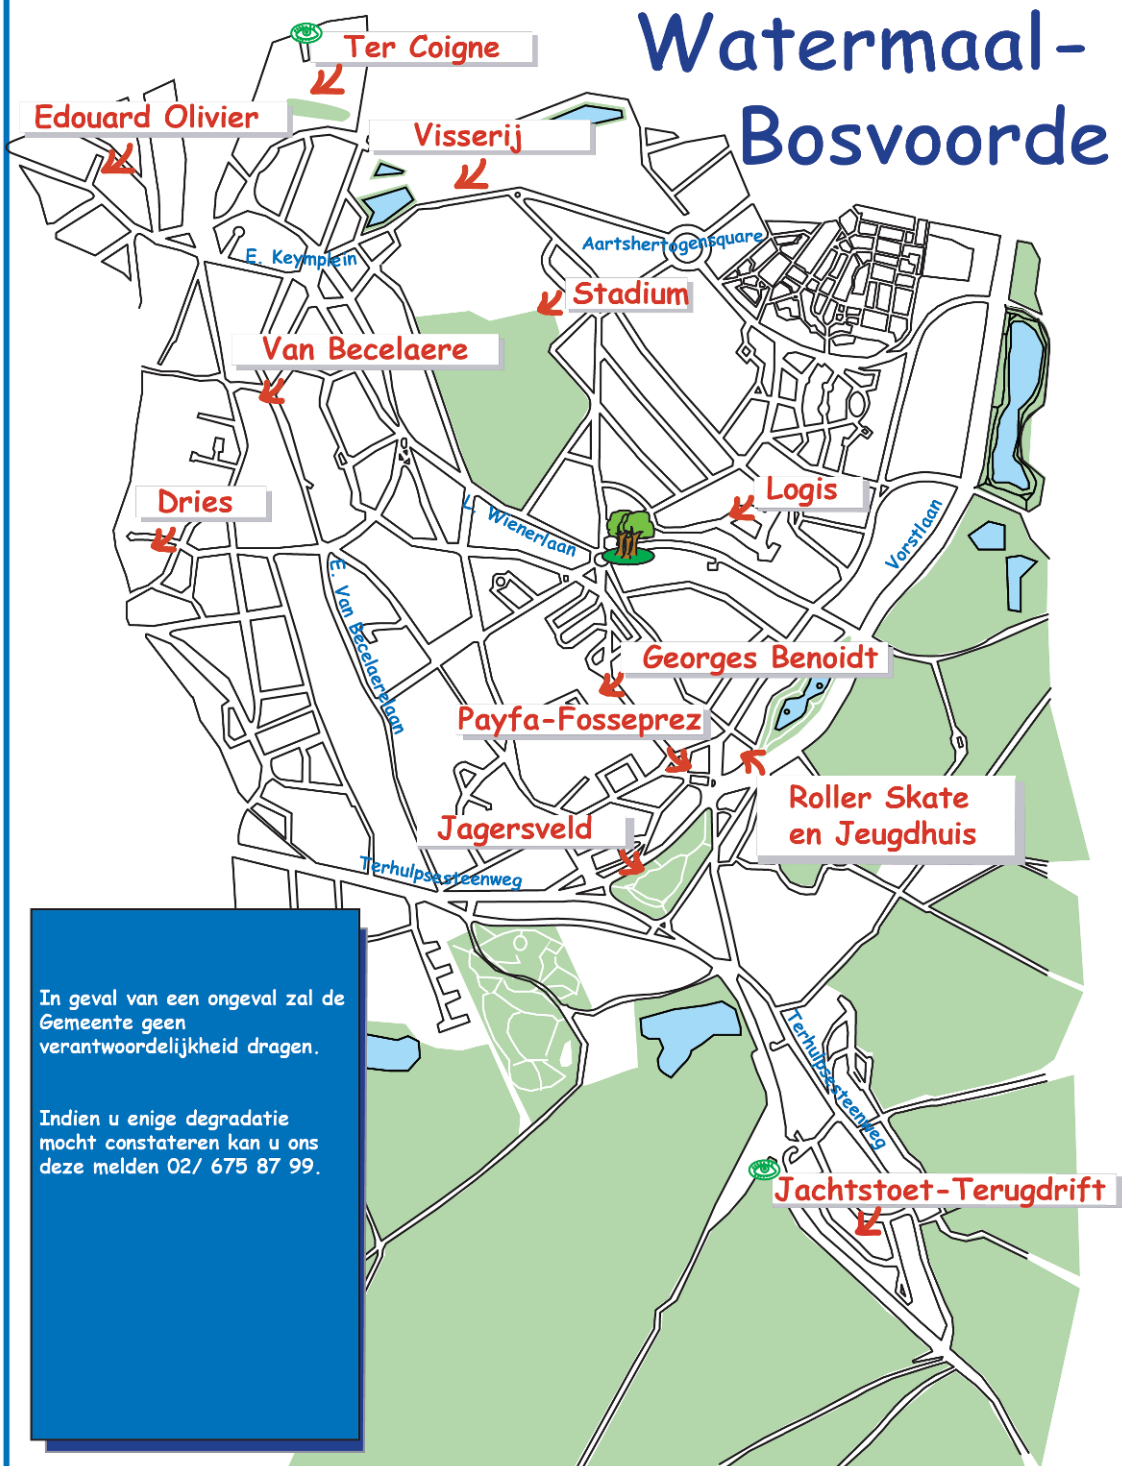 Watermaal-
Bosvoorde
Ter Coigne
Edouard Olivier
Visserij
Aartshertogensquare
E. Keymplein
Stadium
Van Becelaere
Logis
Dries
L. Wienerlaan
Vorstlaan
E. Van Becelaerelaan
Georges Benoidt
Payfa-Fosseprez
Roller Skate
en Jeugdhuis
Jagersveld
Terhulpsesteenweg
In geval van een ongeval zal de
Gemeente geen
verantwoordelijkheid dragen.
Indien u enige degradatie
mocht constateren kan u ons
deze melden 02/ 675 87 99.
Terhulpsesteenweg
Jachtstoet-Terugdrift